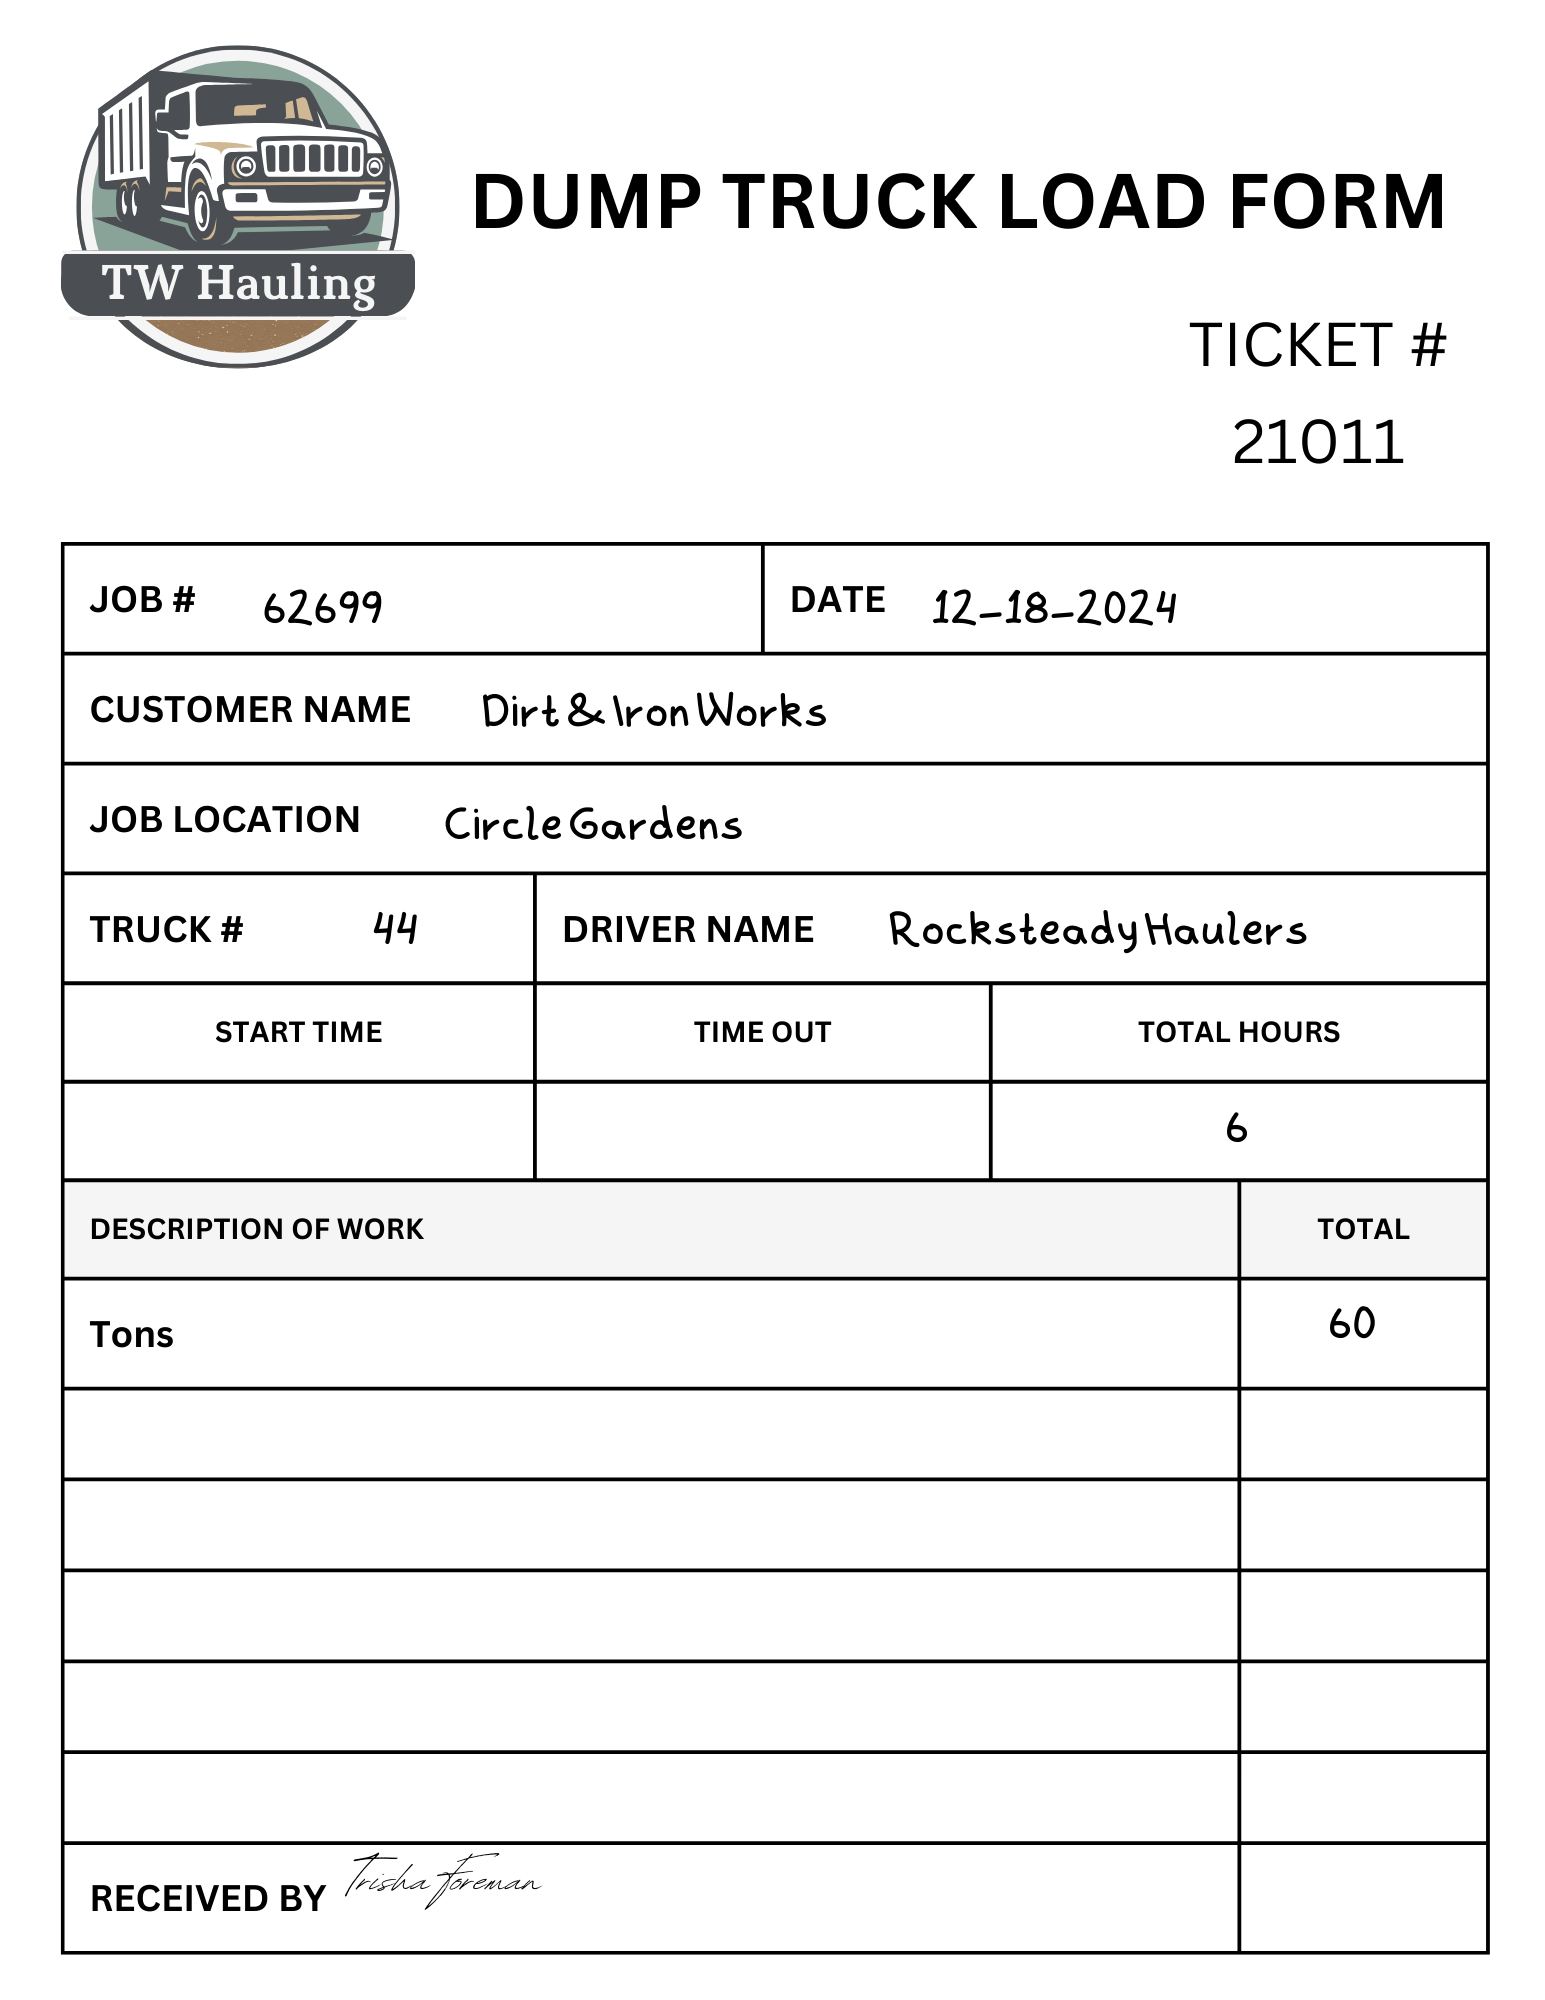 TW Hauling
DUMP TRUCK LOAD FORM
TICKET #
21011
JOB # 62699 DATE 12-18-2024
CUSTOMER NAME Dirt & Iron Works
JOB LOCATION Circle Gardens
TRUCK # 44 DRIVER NAME Rocksteady Haulers
START TIME TIME OUT TOTAL HOURS
6
DESCRIPTION OF WORK TOTAL
Tons 60
RECEIVED BY Trisha Foreman